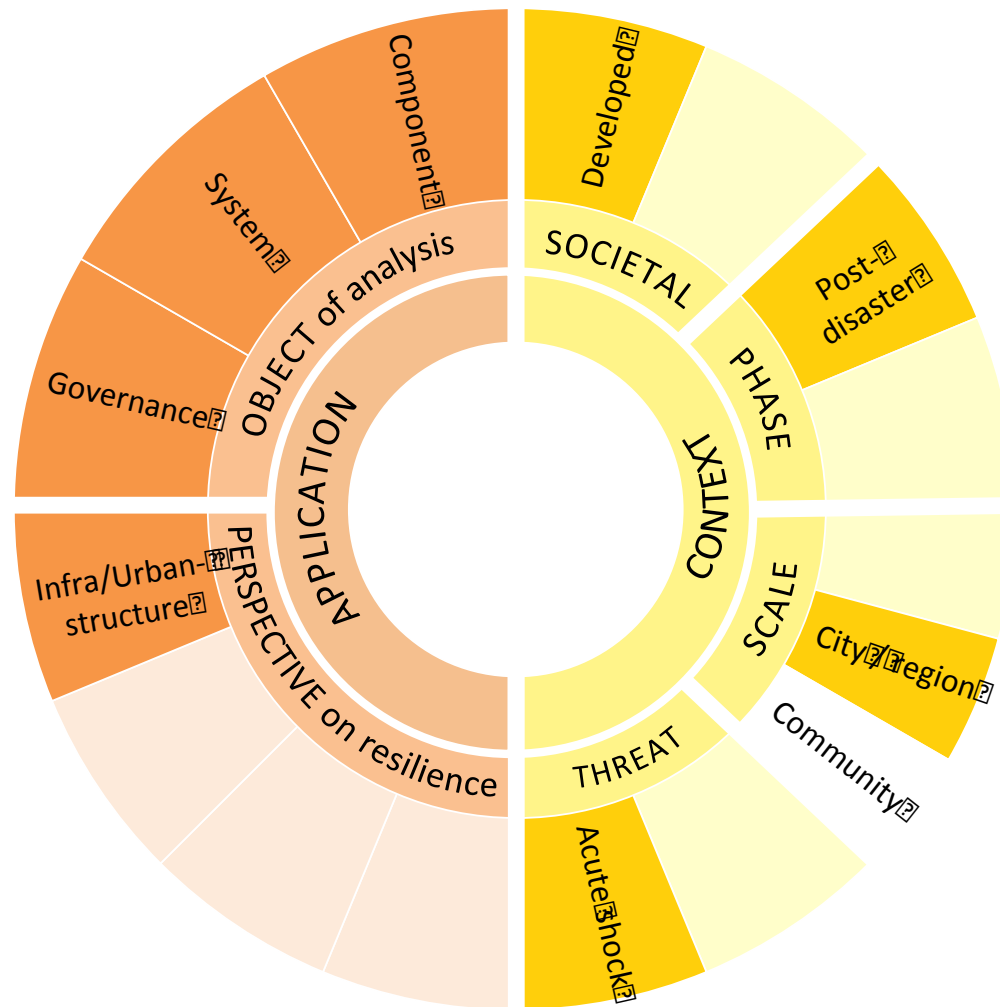 Component
System
Governance
OBJECT of analysis
APPLICATION
Infra/Urban-
structure
PERSPECTIVE on resilience
Developed
SOCIETAL
Post-
disaster
PHASE
CONTEXT
SCALE
City / region
Community
THREAT
Acute shock